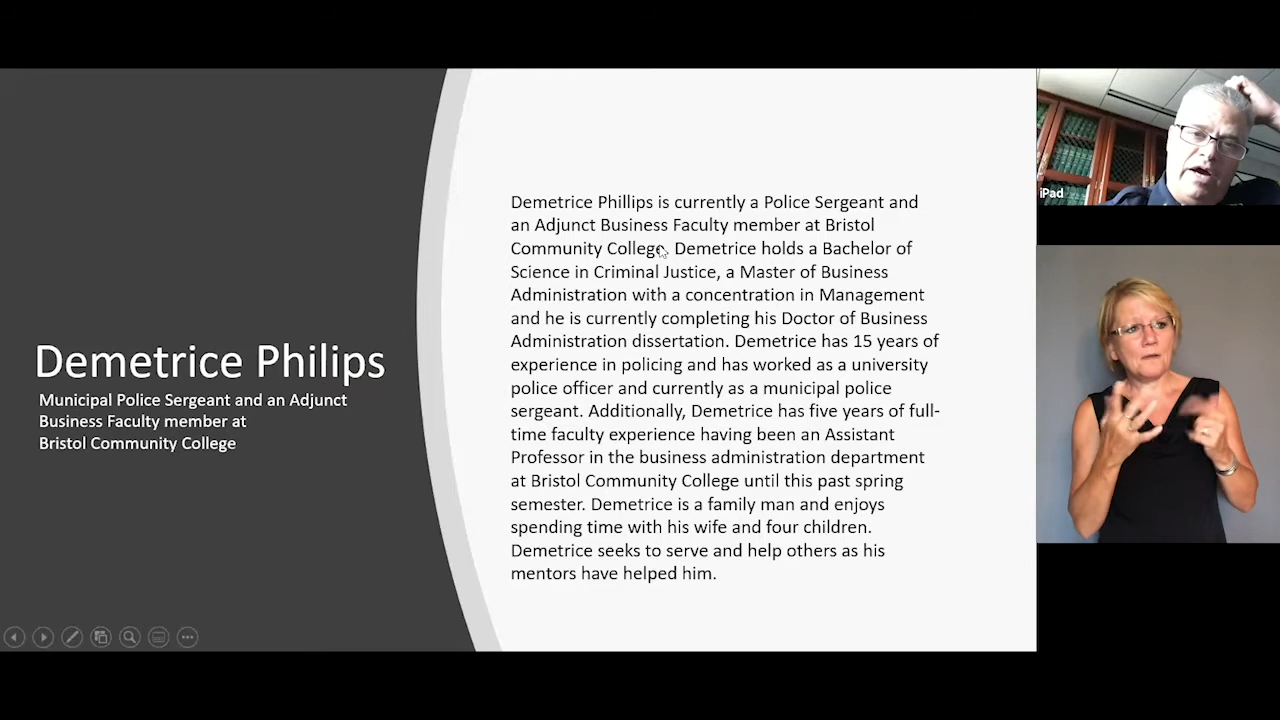 Demetrice Philips
Municipal Police Sergeant and an Adjunct
Business Faculty member at
Bristol Community College
Demetrice Phillips is currently a Police Sergeant and
an Adjunct Business Faculty member at Bristol
Community College. Demetrice holds a Bachelor of
Science in Criminal Justice, a Master of Business
Administration with a concentration in Management
and he is currently completing his Doctor of Business
Administration dissertation. Demetrice has 15 years of
experience in policing and has worked as a university
police officer and currently as a municipal police
sergeant. Additionally, Demetrice has five years of full-
time faculty experience having been an Assistant
Professor in the business administration department
at Bristol Community College until this past spring
semester. Demetrice is a family man and enjoys
spending time with his wife and four children.
Demetrice seeks to serve and help others as his
mentors have helped him.
iPad